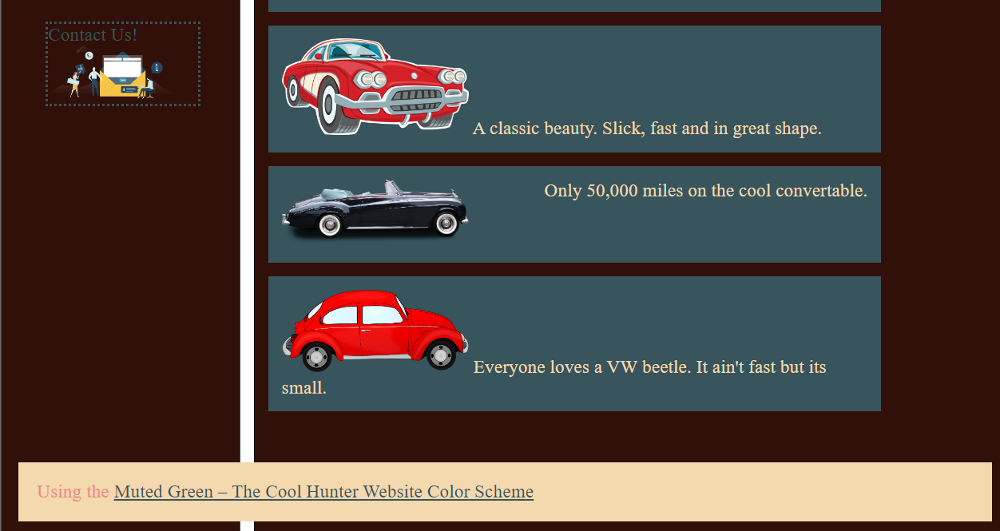 Contact Us!
A classic beauty. Slick, fast and in great shape.
Only 50,000 miles on the cool convertable.
Everyone loves a VW beetle. It ain't fast but its
small.
Using the Muted Green – The Cool Hunter Website Color Scheme